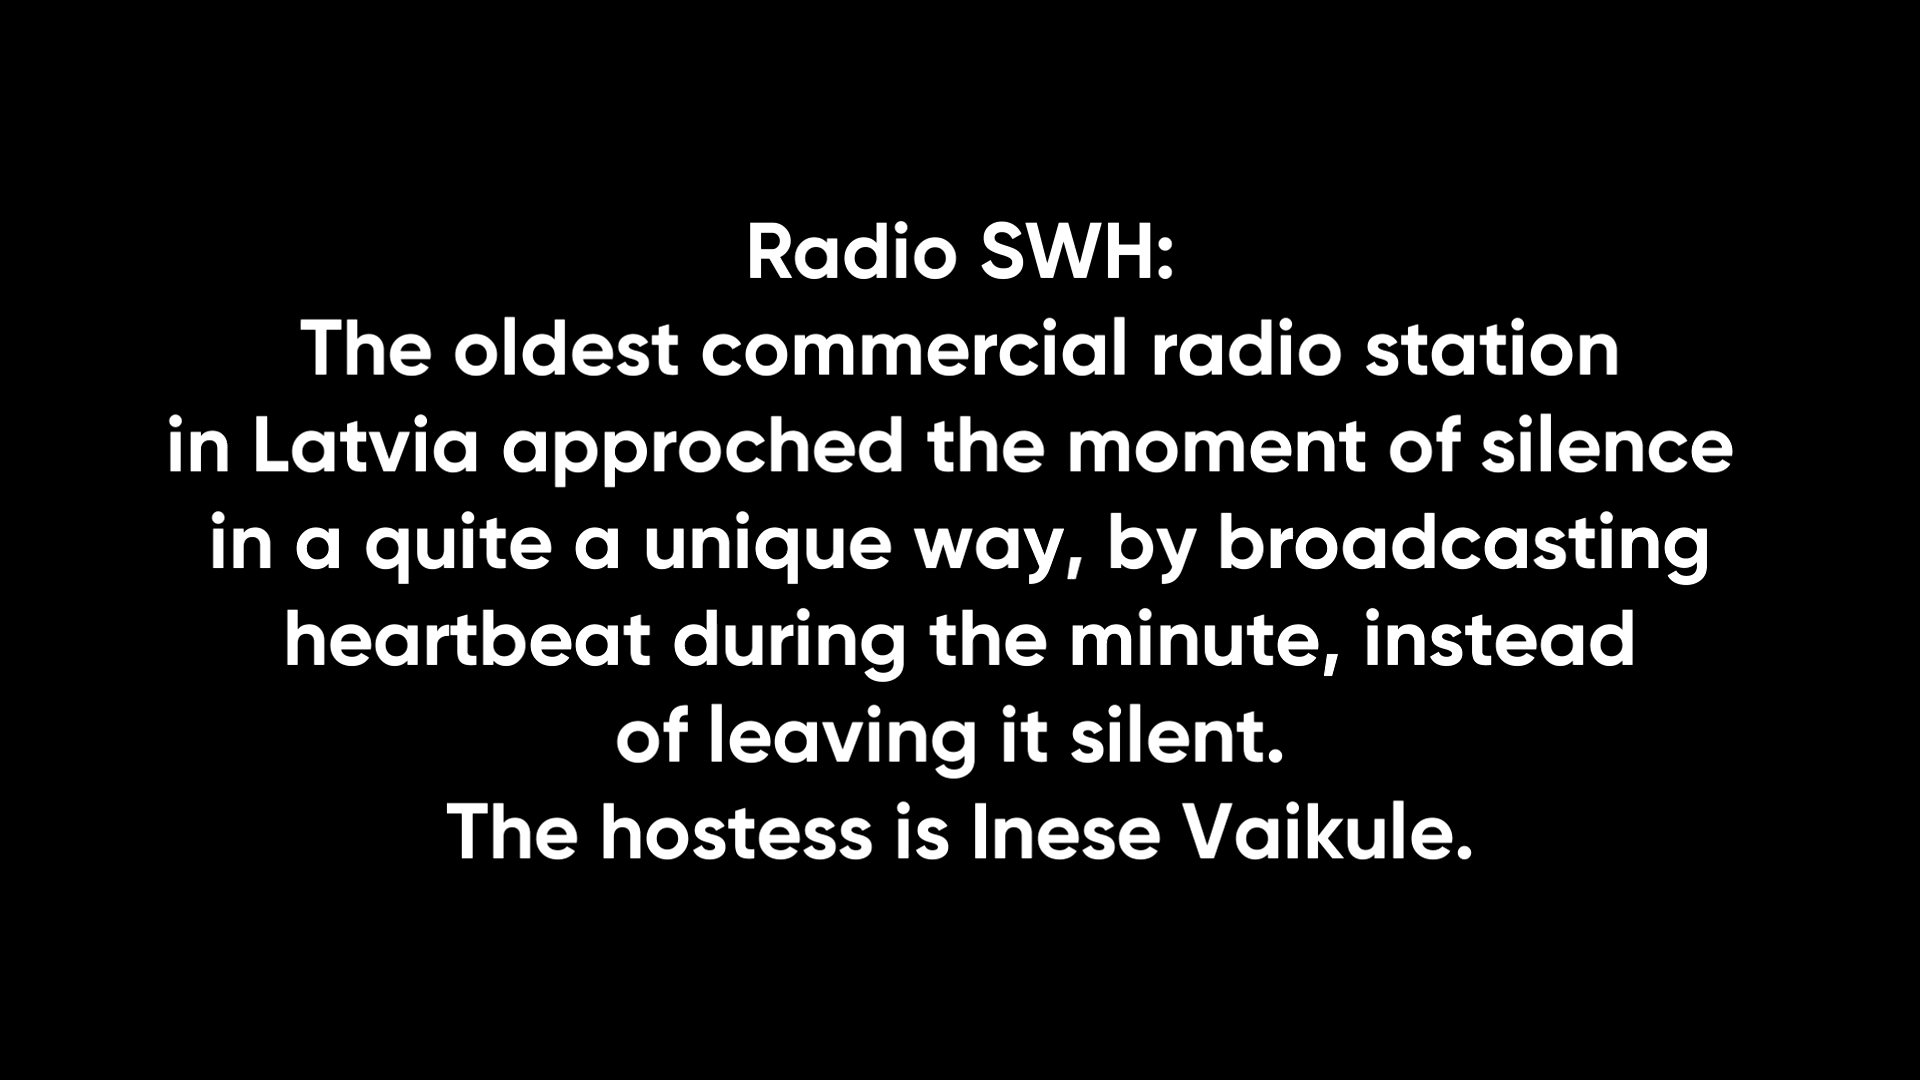 Radio SWH:
The oldest commercial radio station
in Latvia approched the moment of silence
in a quite a unique way, by broadcasting
heartbeat during the minute, instead
of leaving it silent.
The hostess is Inese Vaikule.